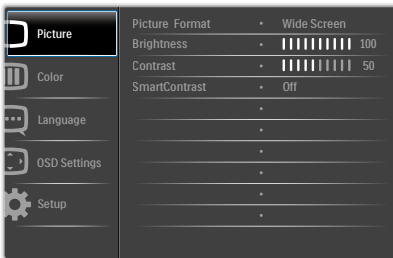 Picture
Color
Language
OSD Settings
Setup
Picture Format • Wide Screen
Brightness • 100
Contrast • 50
SmartContrast • Off
•
•
•
•
•
•